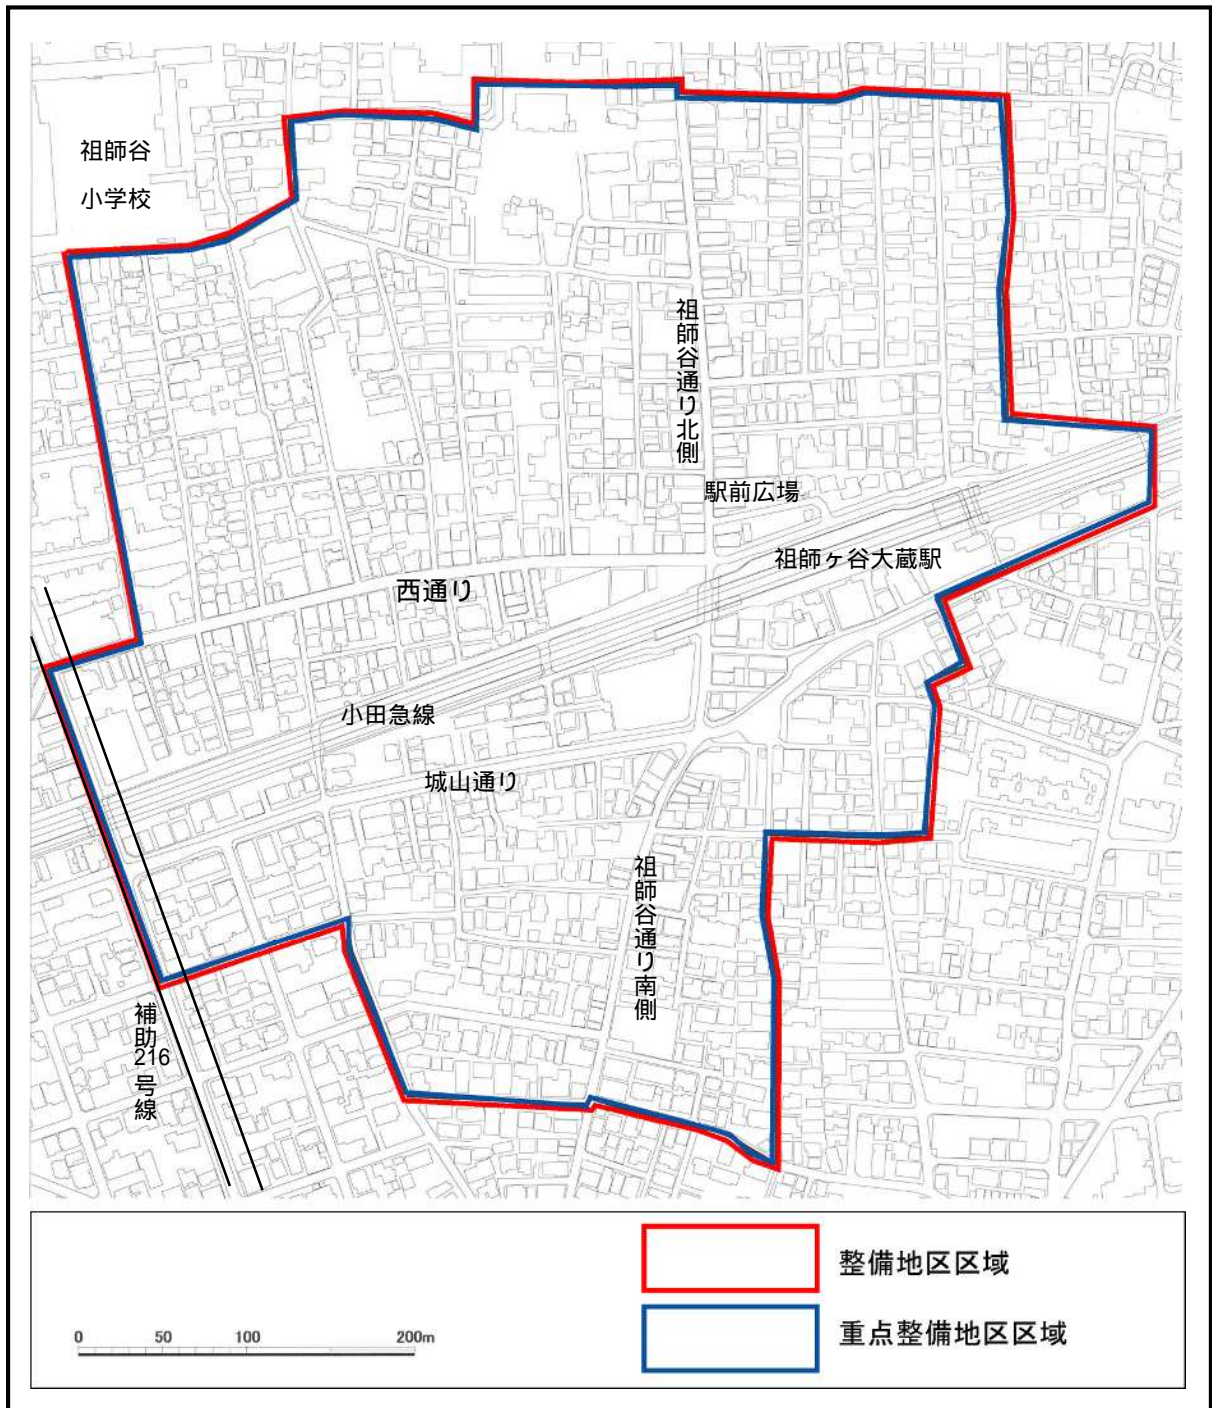 祖師谷
小学校
祖師谷通り北側
駅前広場
祖師ヶ谷大蔵駅
西通り
小田急線
城山通り
祖師谷通り南側
補助216号線
整備地区区域
重点整備地区区域
0 50 100 200m